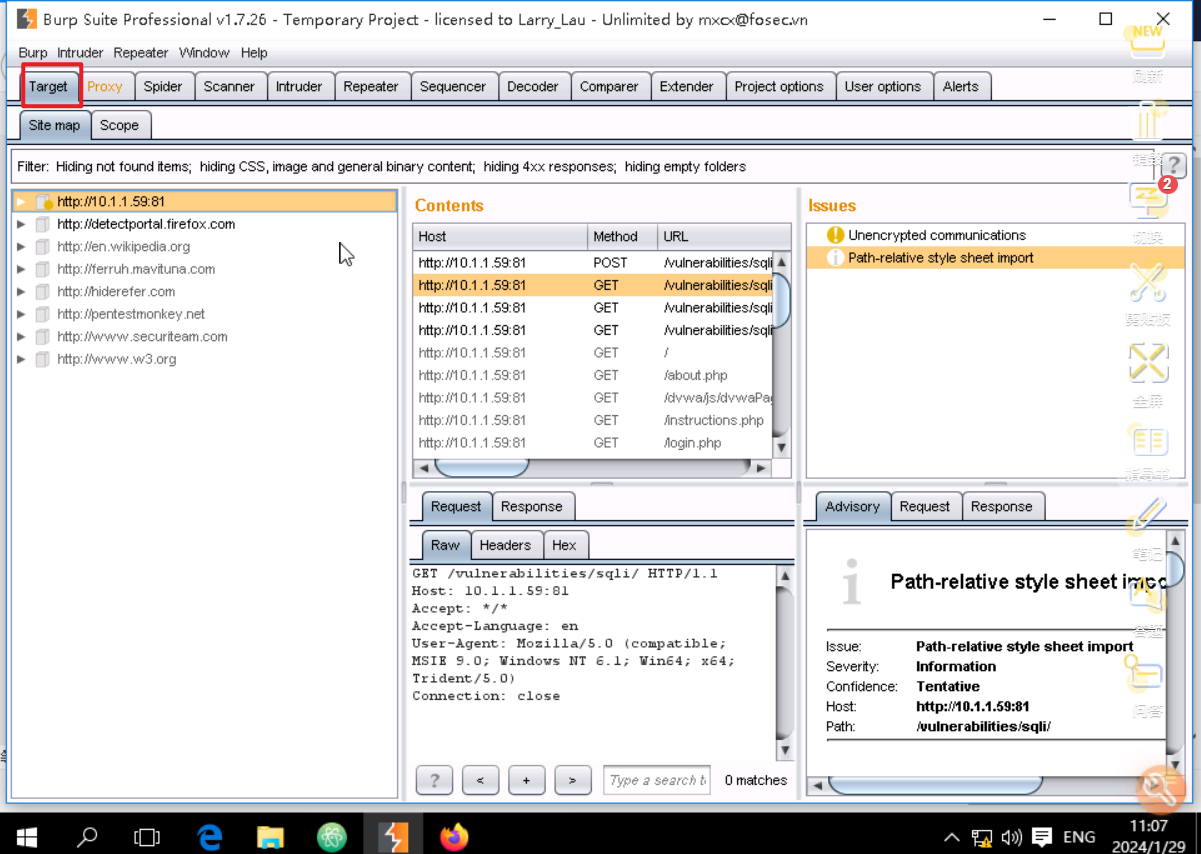 Burp Suite Professional v1.7.26 - Temporary Project - licensed to Larry_Lau - Unlimited by mxcx@fosec.vn
Burp Intruder Repeater Window Help
Target Proxy Spider Scanner Intruder Repeater Sequencer Decoder Comparer Extender Project options User options Alerts
Site map Scope
Filter: Hiding not found items; hiding CSS, image and general binary content; hiding 4xx responses; hiding empty folders
?
http://10.1.1.59:81
http://detectportal.firefox.com
http://en.wikipedia.org
http://ferruh.mavituna.com
http://hiderefer.com
http://pentestmonkey.net
http://www.securiteam.com
http://www.w3.org
Contents
Host Method URL
http://10.1.1.59:81 POST /vulnerabilities/sqli
http://10.1.1.59:81 GET /vulnerabilities/sqli
http://10.1.1.59:81 GET /vulnerabilities/sqli
http://10.1.1.59:81 GET /vulnerabilities/sqli
http://10.1.1.59:81 GET /
http://10.1.1.59:81 GET /about.php
http://10.1.1.59:81 GET /dvwa/js/dvwaPag
http://10.1.1.59:81 GET /instructions.php
http://10.1.1.59:81 GET /login.php
Request Response
Raw Headers Hex
GET /vulnerabilities/sqli/ HTTP/1.1
Host: 10.1.1.59:81
Accept: */*
Accept-Language: en
User-Agent: Mozilla/5.0 (compatible;
MSIE 9.0; Windows NT 6.1; Win64; x64;
Trident/5.0)
Connection: close
? < + > Type a search t 0 matches
Issues
Unencrypted communications
Path-relative style sheet import
Advisory Request Response
Path-relative style sheet impo
Issue: Path-relative style sheet import
Severity: Information
Confidence: Tentative
Host: http://10.1.1.59:81
Path: /vulnerabilities/sqli/
NEW
刷新
2
切换
剪贴板
全屏
指导书
笔记
答题
问答
ENG
11:07
2024/1/29